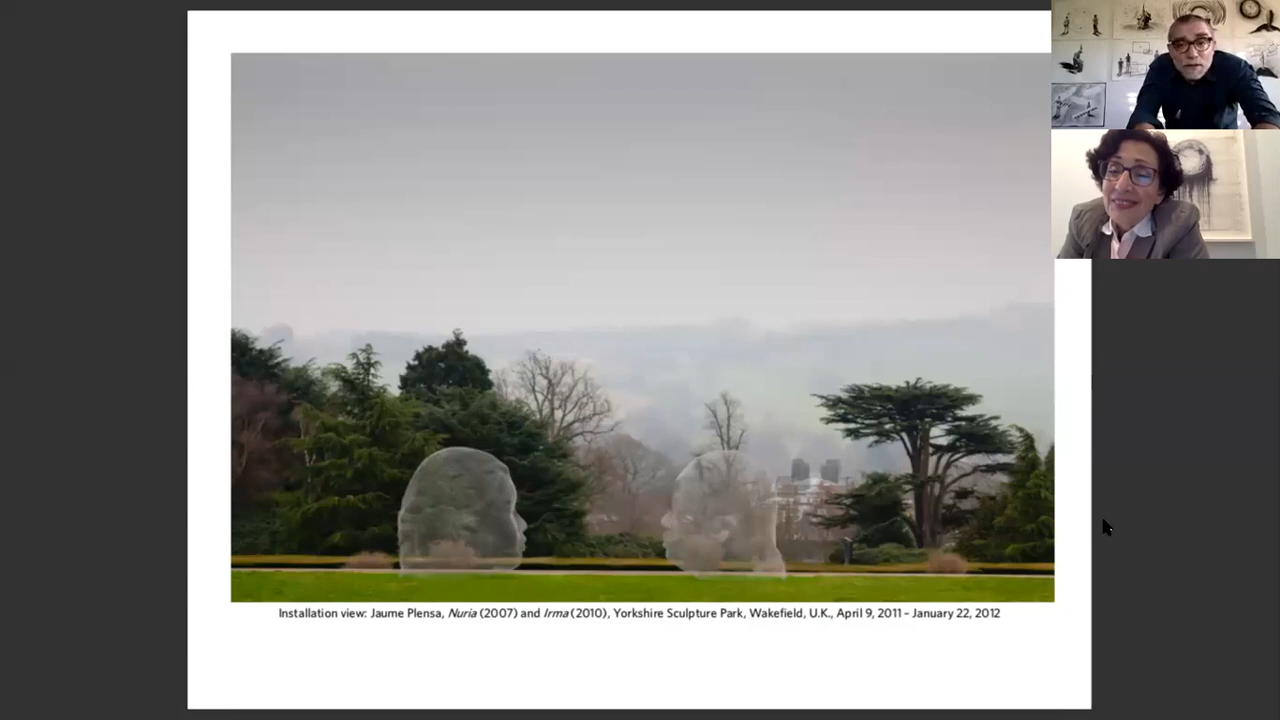 Installation view: Jaume Plensa, Nuria (2007) and Irma (2010), Yorkshire Sculpture Park, Wakefield, U.K., April 9, 2011 – January 22, 2012